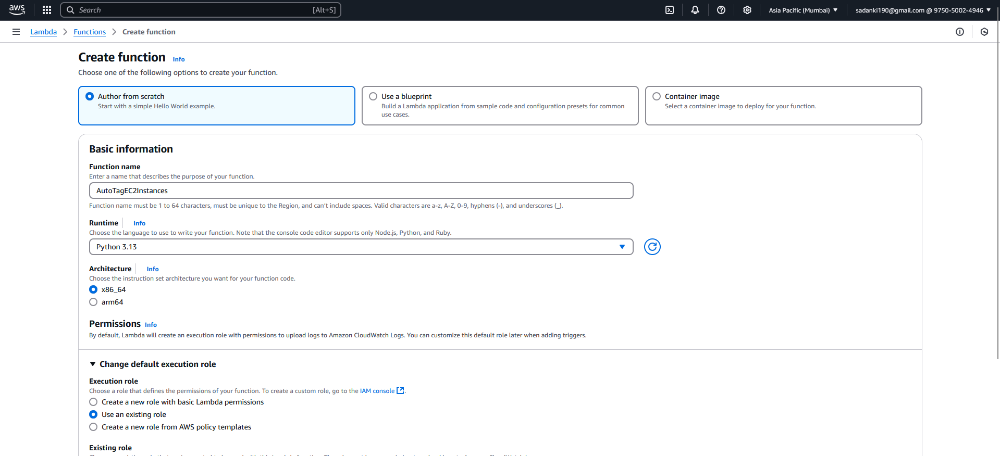 aws
Search [Alt+S]
Asia Pacific (Mumbai)
sadanki190@gmail.com @ 9750-5002-4946
Lambda
Functions
Create function
Create function Info
Choose one of the following options to create your function.
Author from scratch
Start with a simple Hello World example.
Use a blueprint
Build a Lambda application from sample code and configuration presets for common
use cases.
Container image
Select a container image to deploy for your function.
Basic information
Function name
Enter a name that describes the purpose of your function.
AutoTagEC2Instances
Function name must be 1 to 64 characters, must be unique to the Region, and can't include spaces. Valid characters are a-z, A-Z, 0-9, hyphens (-), and underscores (_).
Runtime Info
Choose the language to use to write your function. Note that the console code editor supports only Node.js, Python, and Ruby.
Python 3.13
Architecture Info
Choose the instruction set architecture you want for your function code.
x86_64
arm64
Permissions Info
By default, Lambda will create an execution role with permissions to upload logs to Amazon CloudWatch Logs. You can customize this default role later when adding triggers.
Change default execution role
Execution role
Choose a role that defines the permissions of your function. To create a custom role, go to the IAM console.
Create a new role with basic Lambda permissions
Use an existing role
Create a new role from AWS policy templates
Existing role